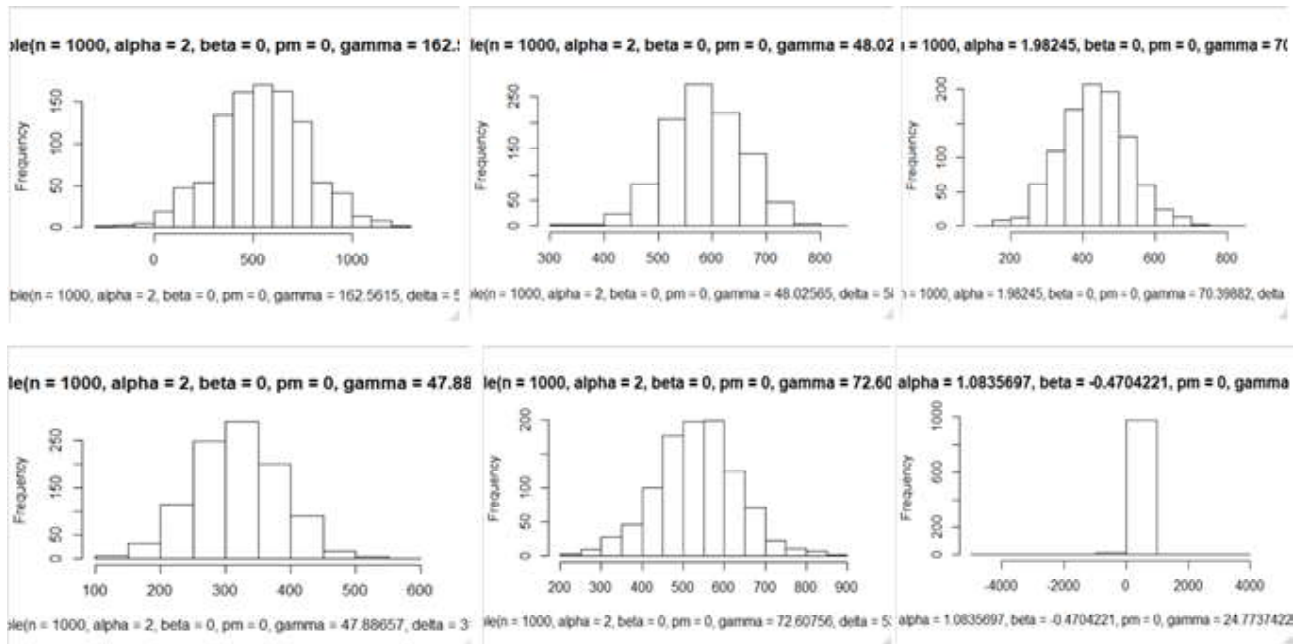 ble(n = 1000, alpha = 2, beta = 0, pm = 0, gamma = 162.5
Frequency
150
100
50
0
0 500 1000
ble(n = 1000, alpha = 2, beta = 0, pm = 0, gamma = 162.5615, delta = 5
le(n = 1000, alpha = 2, beta = 0, pm = 0, gamma = 48.02
Frequency
250
150
50
0
300 400 500 600 700 800
le(n = 1000, alpha = 2, beta = 0, pm = 0, gamma = 48.02565, delta = 58
= 1000, alpha = 1.98245, beta = 0, pm = 0, gamma = 70
Frequency
200
150
100
50
0
200 400 600 800
= 1000, alpha = 1.98245, beta = 0, pm = 0, gamma = 70.39882, delta
le(n = 1000, alpha = 2, beta = 0, pm = 0, gamma = 47.88
Frequency
250
150
50
0
100 200 300 400 500 600
ble(n = 1000, alpha = 2, beta = 0, pm = 0, gamma = 47.88657, delta = 3
le(n = 1000, alpha = 2, beta = 0, pm = 0, gamma = 72.60
Frequency
200
150
100
50
0
200 300 400 500 600 700 800 900
le(n = 1000, alpha = 2, beta = 0, pm = 0, gamma = 72.60756, delta = 53
alpha = 1.0835697, beta = -0.4704221, pm = 0, gamma
Frequency
1000
600
200
0
-4000 -2000 0 2000 4000
alpha = 1.0835697, beta = -0.4704221, pm = 0, gamma = 24.7737422